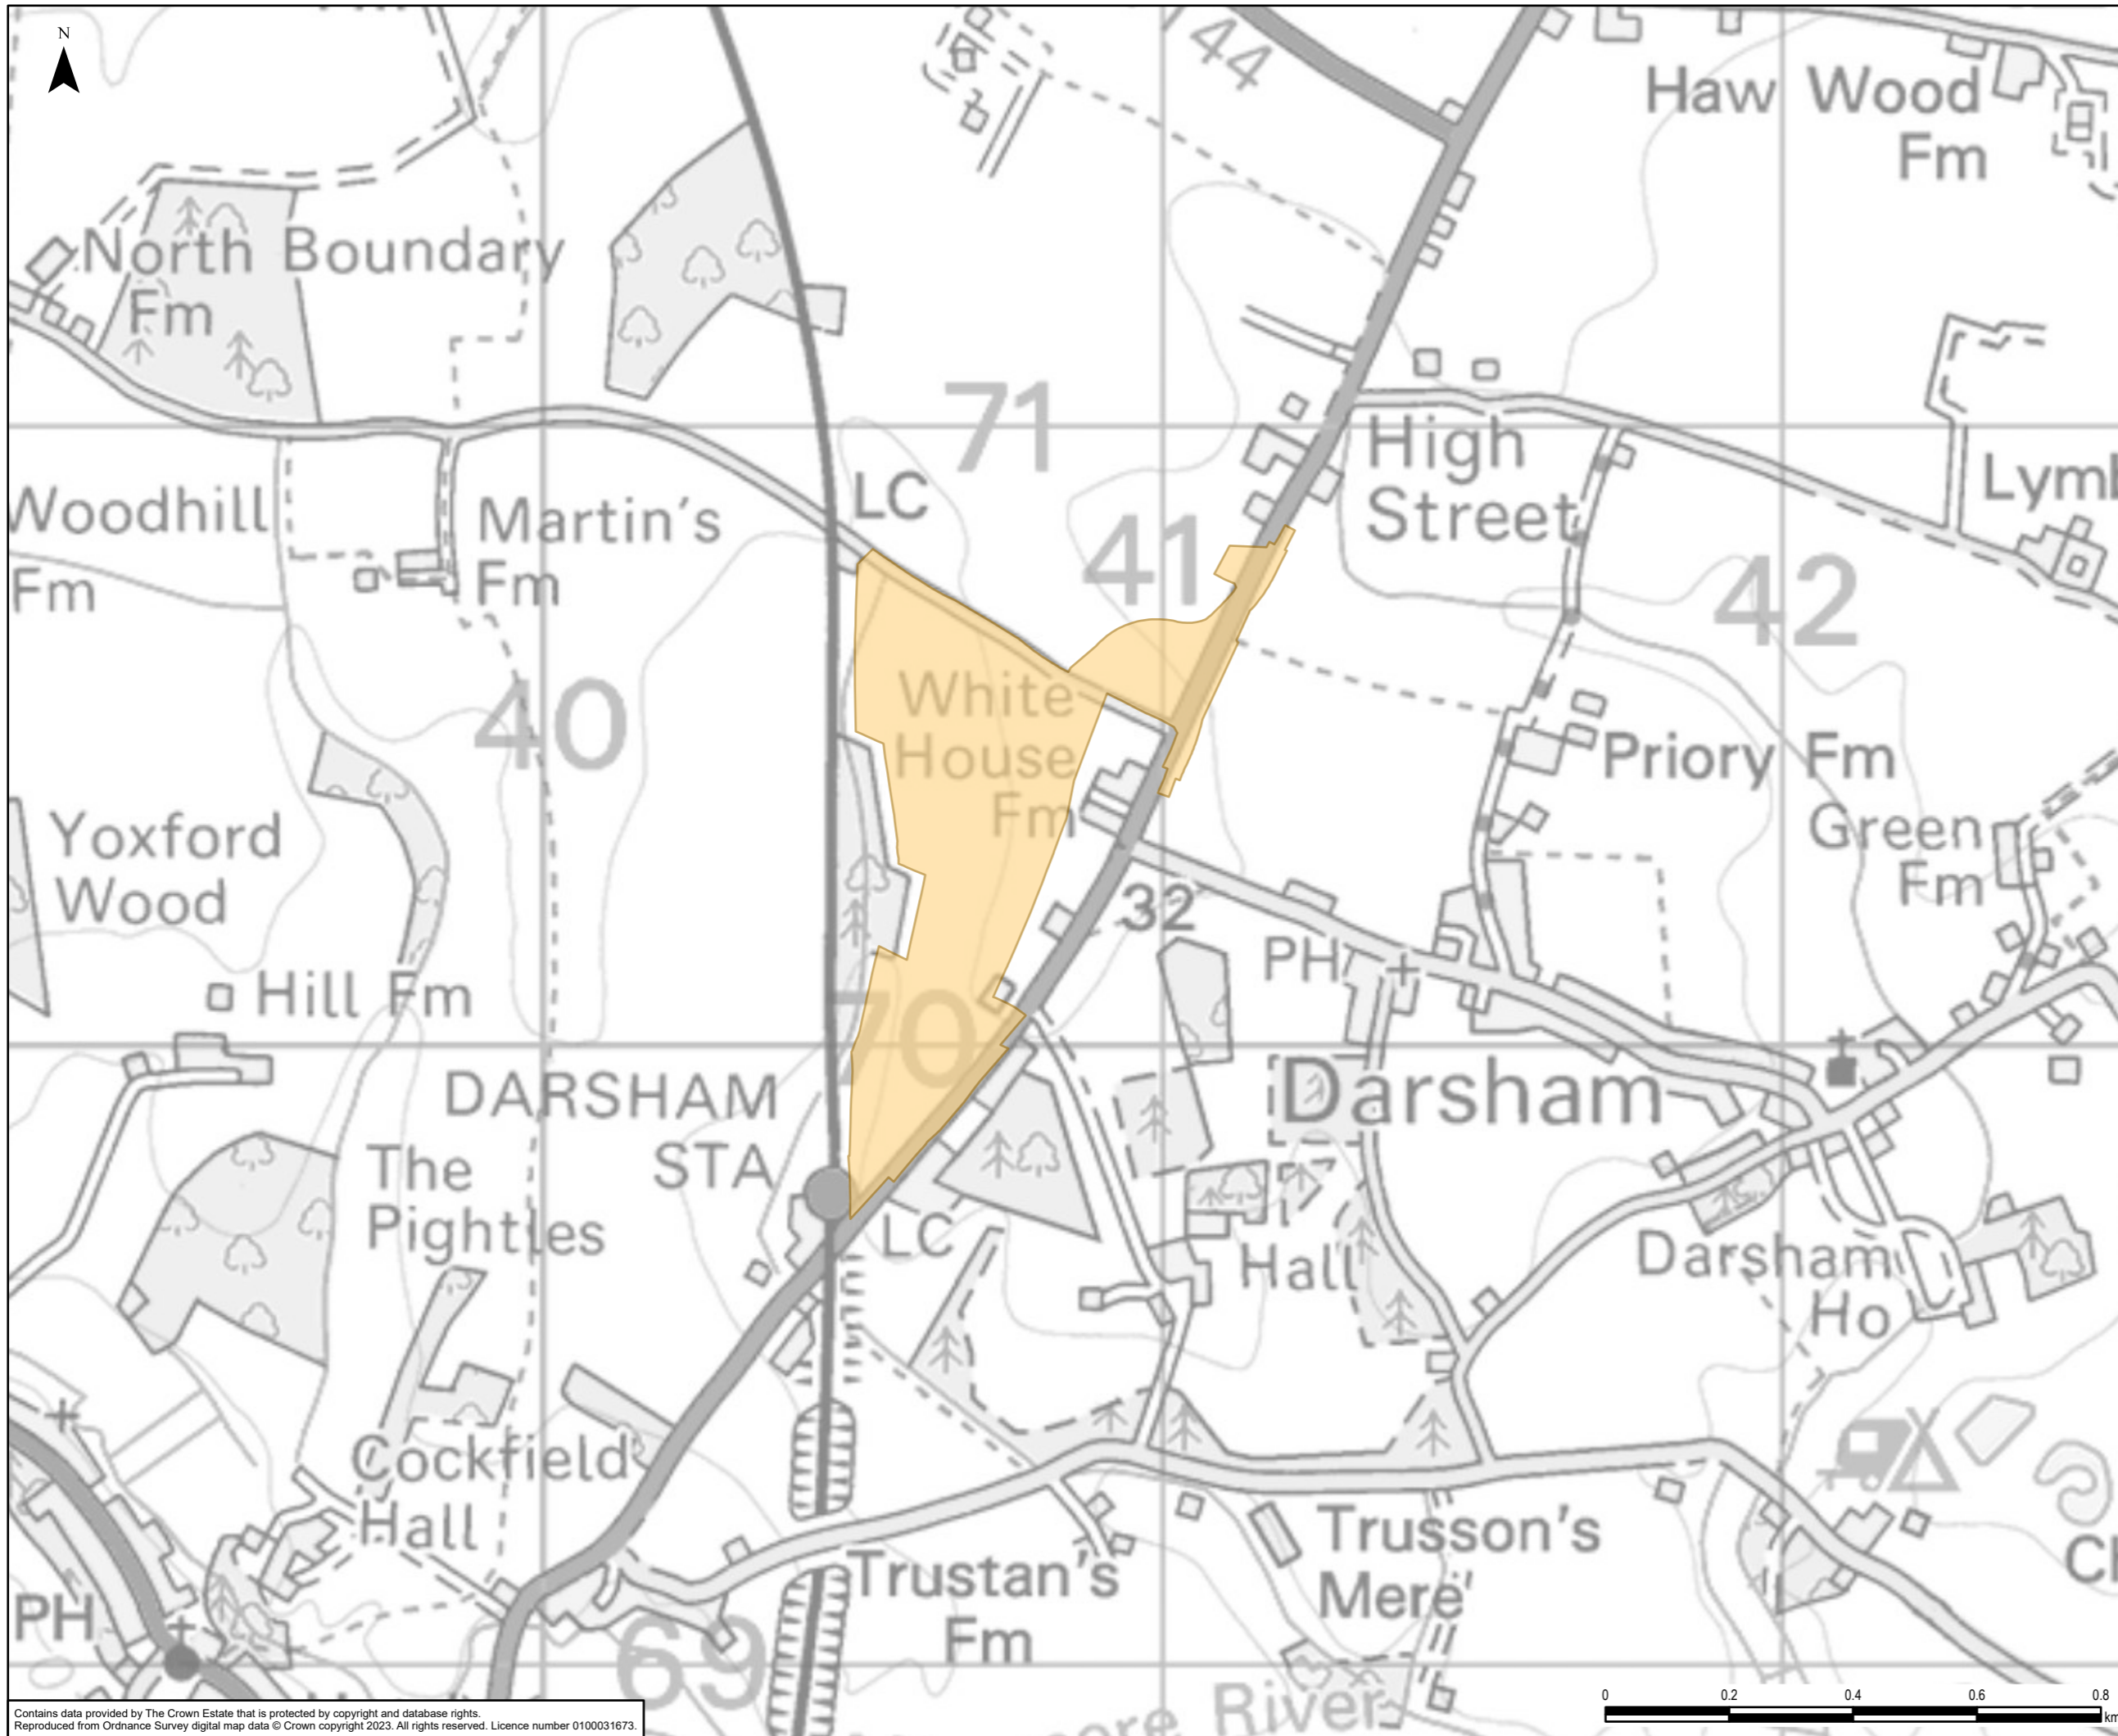 N
44
Haw Wood
Fm
North Boundary
Fm
71
High
Street
LC
Woodhill
Fm
Martin's
Fm
41
42
Lyml
40
White
House
Fm
Priory Fm
Green
Fm
Yoxford
Wood
32
PH
Hill Fm
70
DARSHAM
STA
Darsham
The
Pightles
LC
Hall
Darsham
Ho
Cockfield
Hall
Trusson's
Mere
Trustan's
Fm
PH
69
River
0 0.2 0.4 0.6 0.8
km
Contains data provided by The Crown Estate that is protected by copyright and database rights.
Reproduced from Ordnance Survey digital map data © Crown copyright 2023. All rights reserved. Licence number 0100031673.